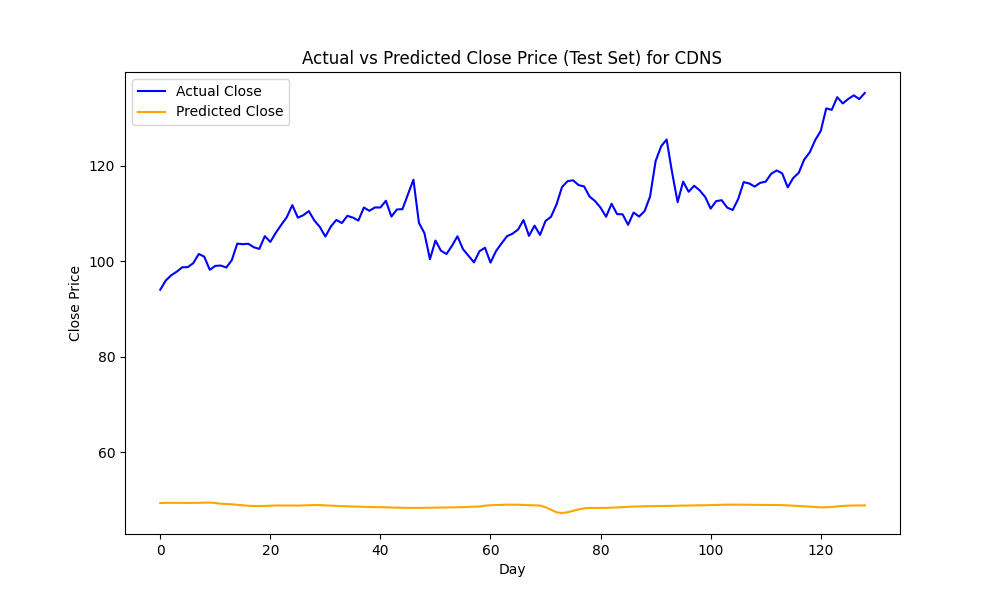 Actual vs Predicted Close Price (Test Set) for CDNS
Actual Close
Predicted Close
Close Price
120
100
80
60
0 20 40 60 80 100 120
Day